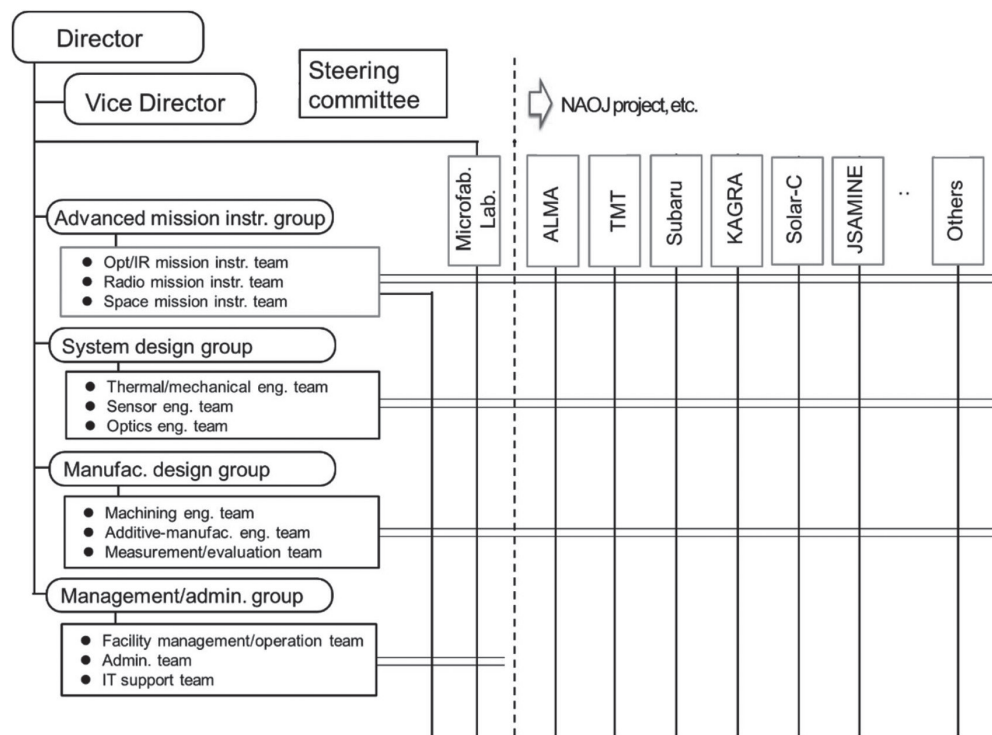 Director
Vice Director
Steering
committee
NAOJ project, etc.
Microfab.
Lab.
ALMA
TMT
Subaru
KAGRA
Solar-C
JSAMINE
..
Others
Advanced mission instr. group
● Opt/IR mission instr. team
● Radio mission instr. team
● Space mission instr. team
System design group
● Thermal/mechanical eng. team
● Sensor eng. team
● Optics eng. team
Manufac. design group
● Machining eng. team
● Additive-manufac. eng. team
● Measurement/evaluation team
Management/admin. group
● Facility management/operation team
● Admin. team
● IT support team